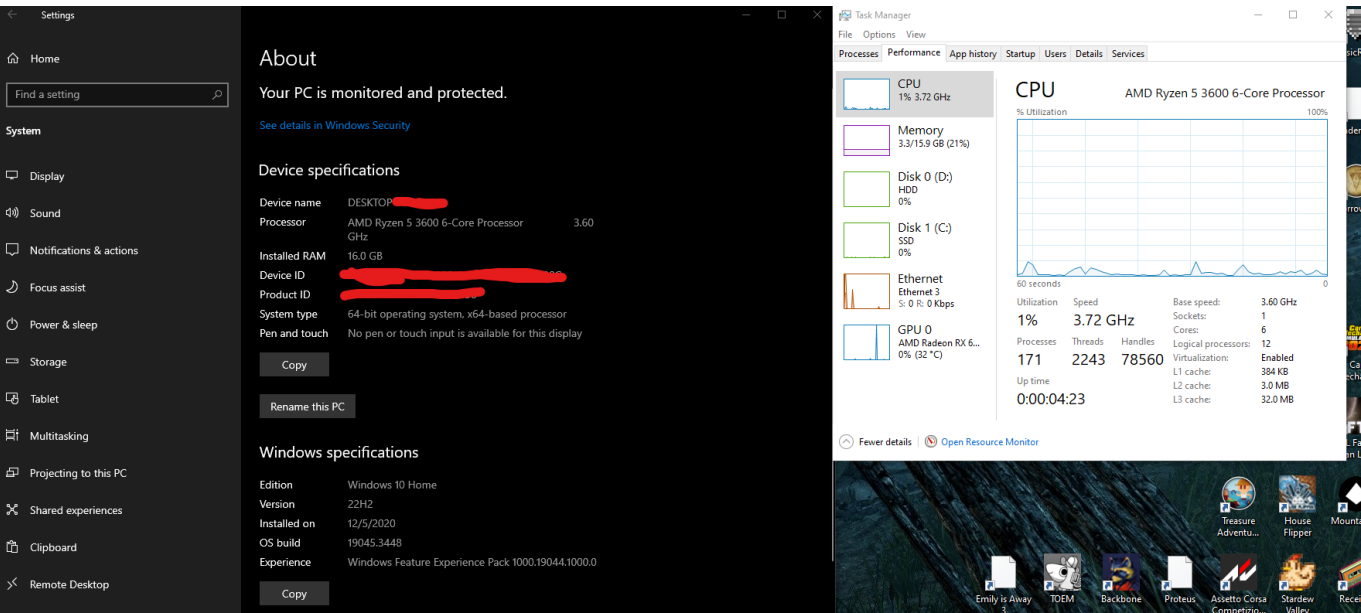 Settings
Home
Find a setting
System
Display
Sound
Notifications & actions
Focus assist
Power & sleep
Storage
Tablet
Multitasking
Projecting to this PC
Shared experiences
Clipboard
Remote Desktop
About
Your PC is monitored and protected.
See details in Windows Security
Device specifications
Device name DESKTOP
Processor AMD Ryzen 5 3600 6-Core Processor 3.60
GHz
Installed RAM 16.0 GB
Device ID
Product ID
System type 64-bit operating system, x64-based processor
Pen and touch No pen or touch input is available for this display
Copy
Rename this PC
Windows specifications
Edition Windows 10 Home
Version 22H2
Installed on 12/5/2020
OS build 19045.3448
Experience Windows Feature Experience Pack 1000.19044.1000.0
Copy
Task Manager
File Options View
Processes Performance App history Startup Users Details Services
CPU
1% 3.72 GHz
Memory
3.3/15.9 GB (21%)
Disk 0 (D:)
HDD
0%
Disk 1 (C:)
SSD
0%
Ethernet
Ethernet 3
S: 0 R: 0 Kbps
GPU 0
AMD Radeon RX 6...
0% (32 °C)
CPU AMD Ryzen 5 3600 6-Core Processor
% Utilization 100%
60 seconds 0
Utilization Speed
1% 3.72 GHz
Processes Threads Handles
171 2243 78560
Up time
0:00:04:23
Base speed: 3.60 GHz
Sockets: 1
Cores: 6
Logical processors: 12
Virtualization: Enabled
L1 cache: 384 KB
L2 cache: 3.0 MB
L3 cache: 32.0 MB
Fewer details Open Resource Monitor
Treasure
Adventu...
House
Flipper
Mounta
Emily is Away
3
TOEM
Backbone
Proteus
Assetto Corsa
Competizio...
Stardew
Valley
Recei